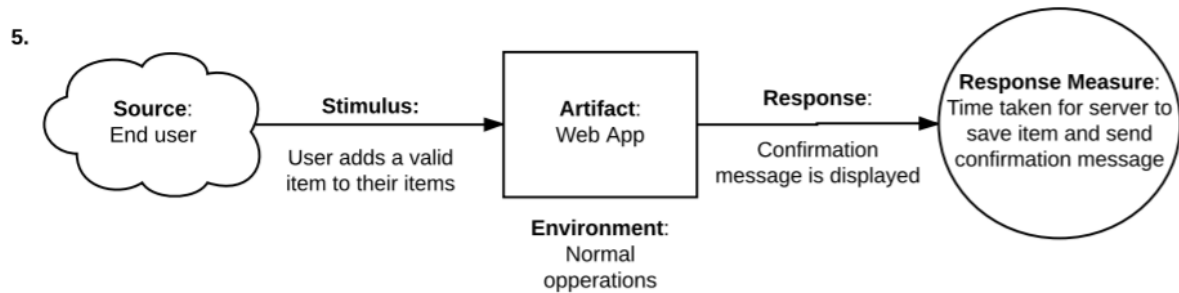 5.
Source:
End user
Stimulus:
User adds a valid
item to their items
Artifact:
Web App
Environment:
Normal
opperations
Response:
Confirmation
message is displayed
Response Measure:
Time taken for server to
save item and send
confirmation message